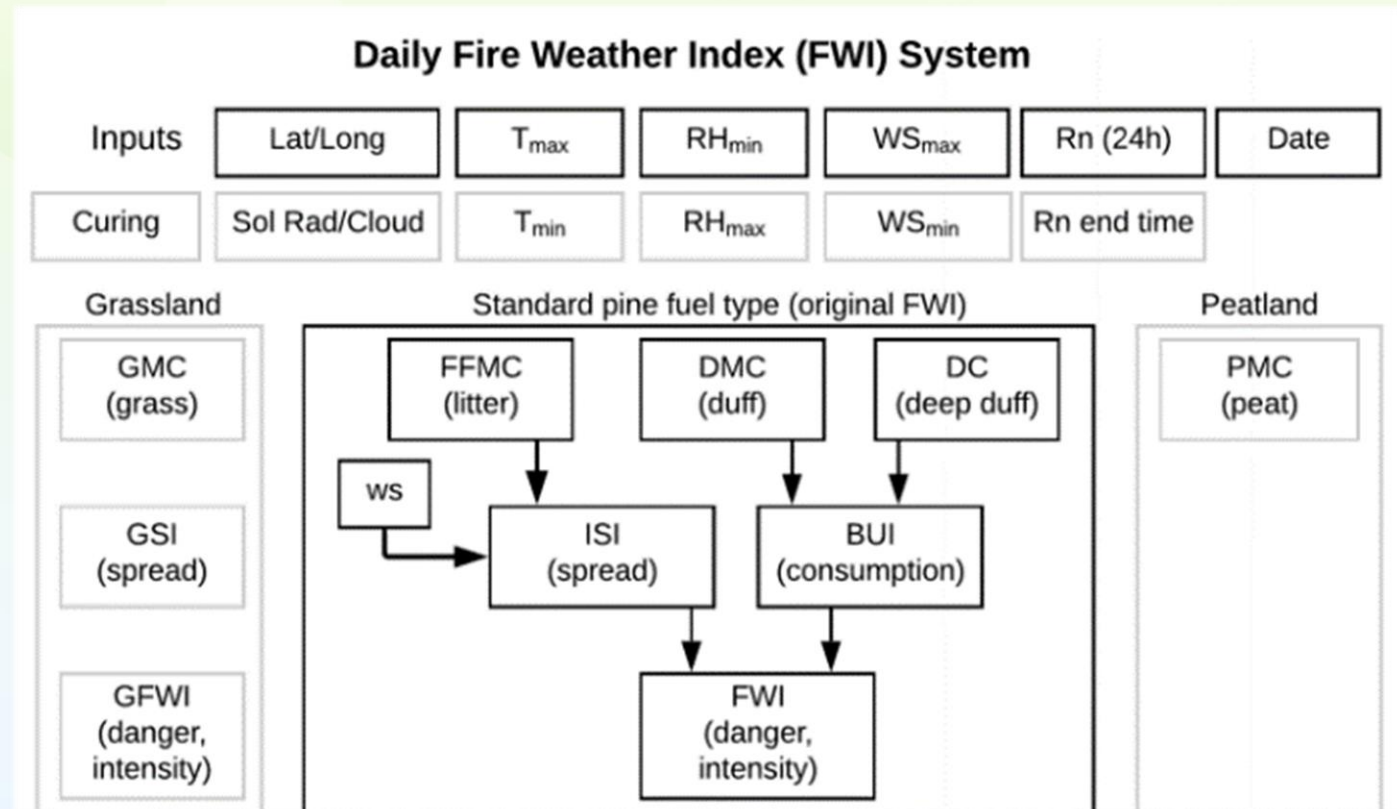 Daily Fire Weather Index (FWI) System
Inputs
Lat/Long
Tmax
RHmin
WSmax
Rn (24h)
Date
Curing
Sol Rad/Cloud
Tmin
RHmax
WSmin
Rn end time
Grassland
Standard pine fuel type (original FWI)
Peatland
GMC
(grass)
FFMC
(litter)
DMC
(duff)
DC
(deep duff)
PMC
(peat)
ws
GSI
(spread)
ISI
(spread)
BUI
(consumption)
GFWI
(danger,
intensity)
FWI
(danger,
intensity)